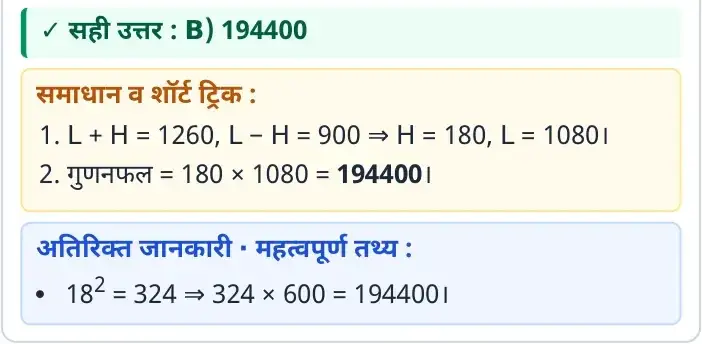 ✓ सही उत्तर : B) 194400
समाधान व शॉर्ट ट्रिक :
1. L + H = 1260, L − H = 900 ⇒ H = 180, L = 1080।
2. गुणनफल = 180 × 1080 = 194400।
अतिरिक्त जानकारी · महत्वपूर्ण तथ्य :
• 18² = 324 ⇒ 324 × 600 = 194400।